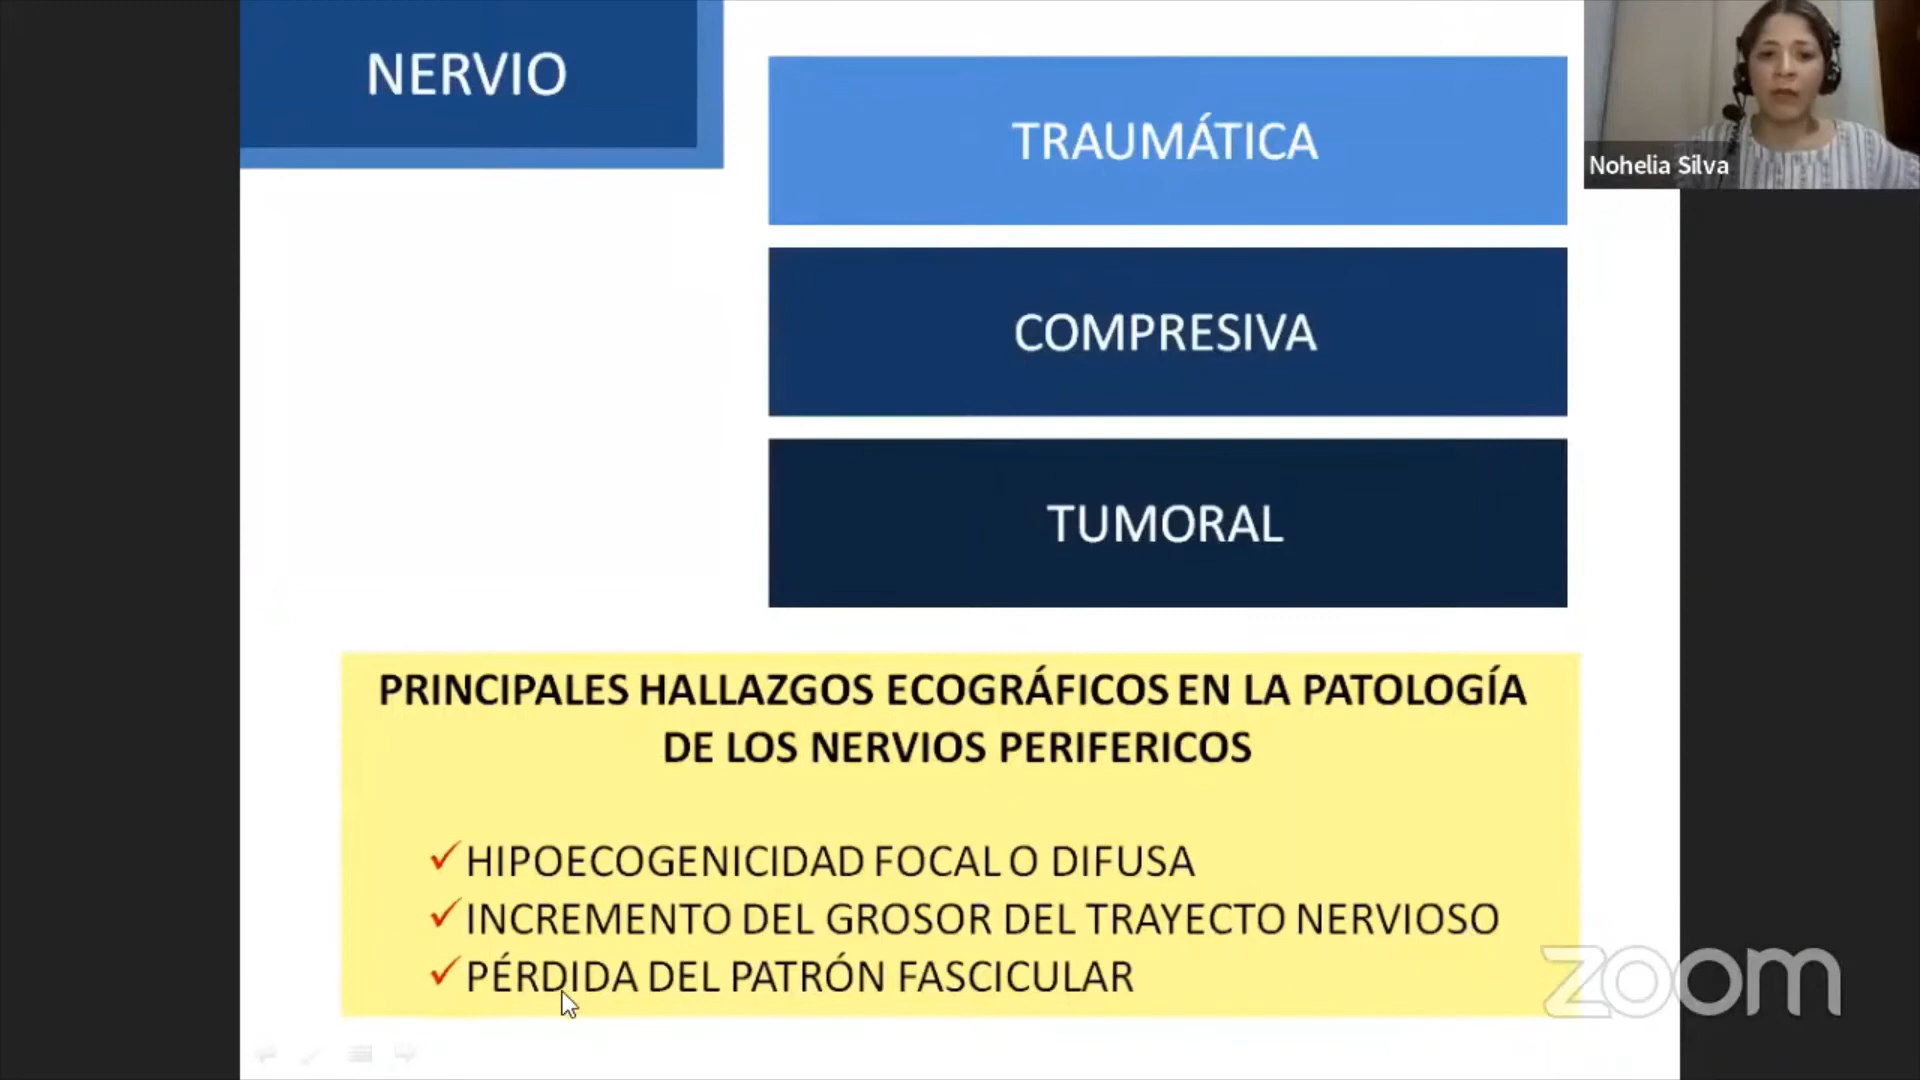 NERVIO
TRAUMÁTICA
Nohelia Silva
COMPRESIVA
TUMORAL
PRINCIPALES HALLAZGOS ECOGRÁFICOS EN LA PATOLOGÍA
DE LOS NERVIOS PERIFERICOS
✓HIPOECOGENICIDAD FOCAL O DIFUSA
✓INCREMENTO DEL GROSOR DEL TRAYECTO NERVIOSO
✓PÉRDIDA DEL PATRÓN FASCICULAR
zoom